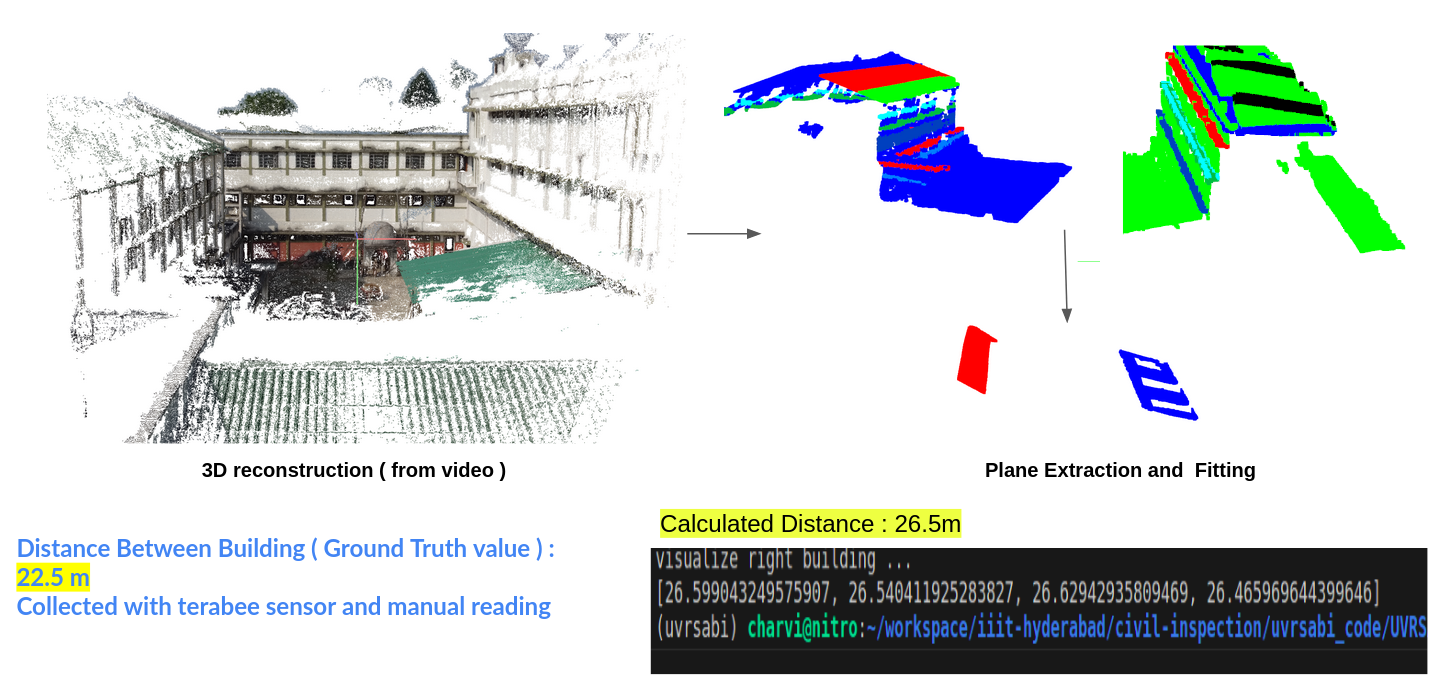 3D reconstruction ( from video )
Plane Extraction and  Fitting
Calculated Distance : 26.5m
Distance Between Building ( Ground Truth value ) :
22.5 m
Collected with terabee sensor and manual reading
visualize right building ...
[26.599043249575907, 26.540411925283827, 26.62942935809469, 26.465969644399646]
(uvrsabi) charvi@nitro:~/workspace/iiit-hyderabad/civil-inspection/uvrsabi_code/UVRS